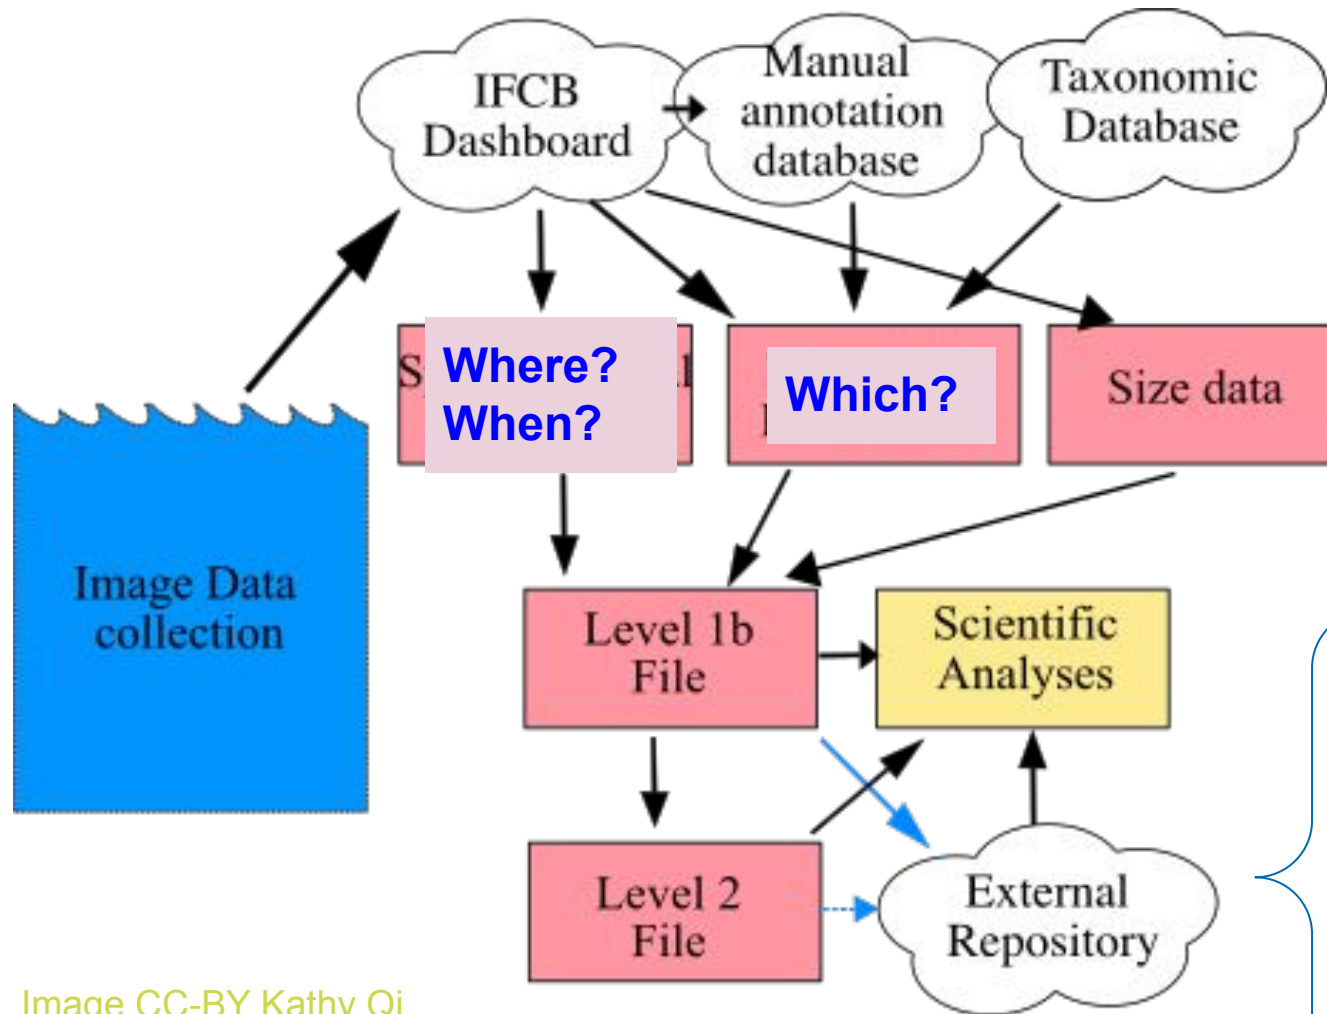 IFCB
Dashboard
Manual
annotation
database
Taxonomic
Database
Where?
When?
Which?
Size data
Image Data
collection
Level 1b
File
Scientific
Analyses
Level 2
File
External
Repository
Image CC-BY Kathy Qi